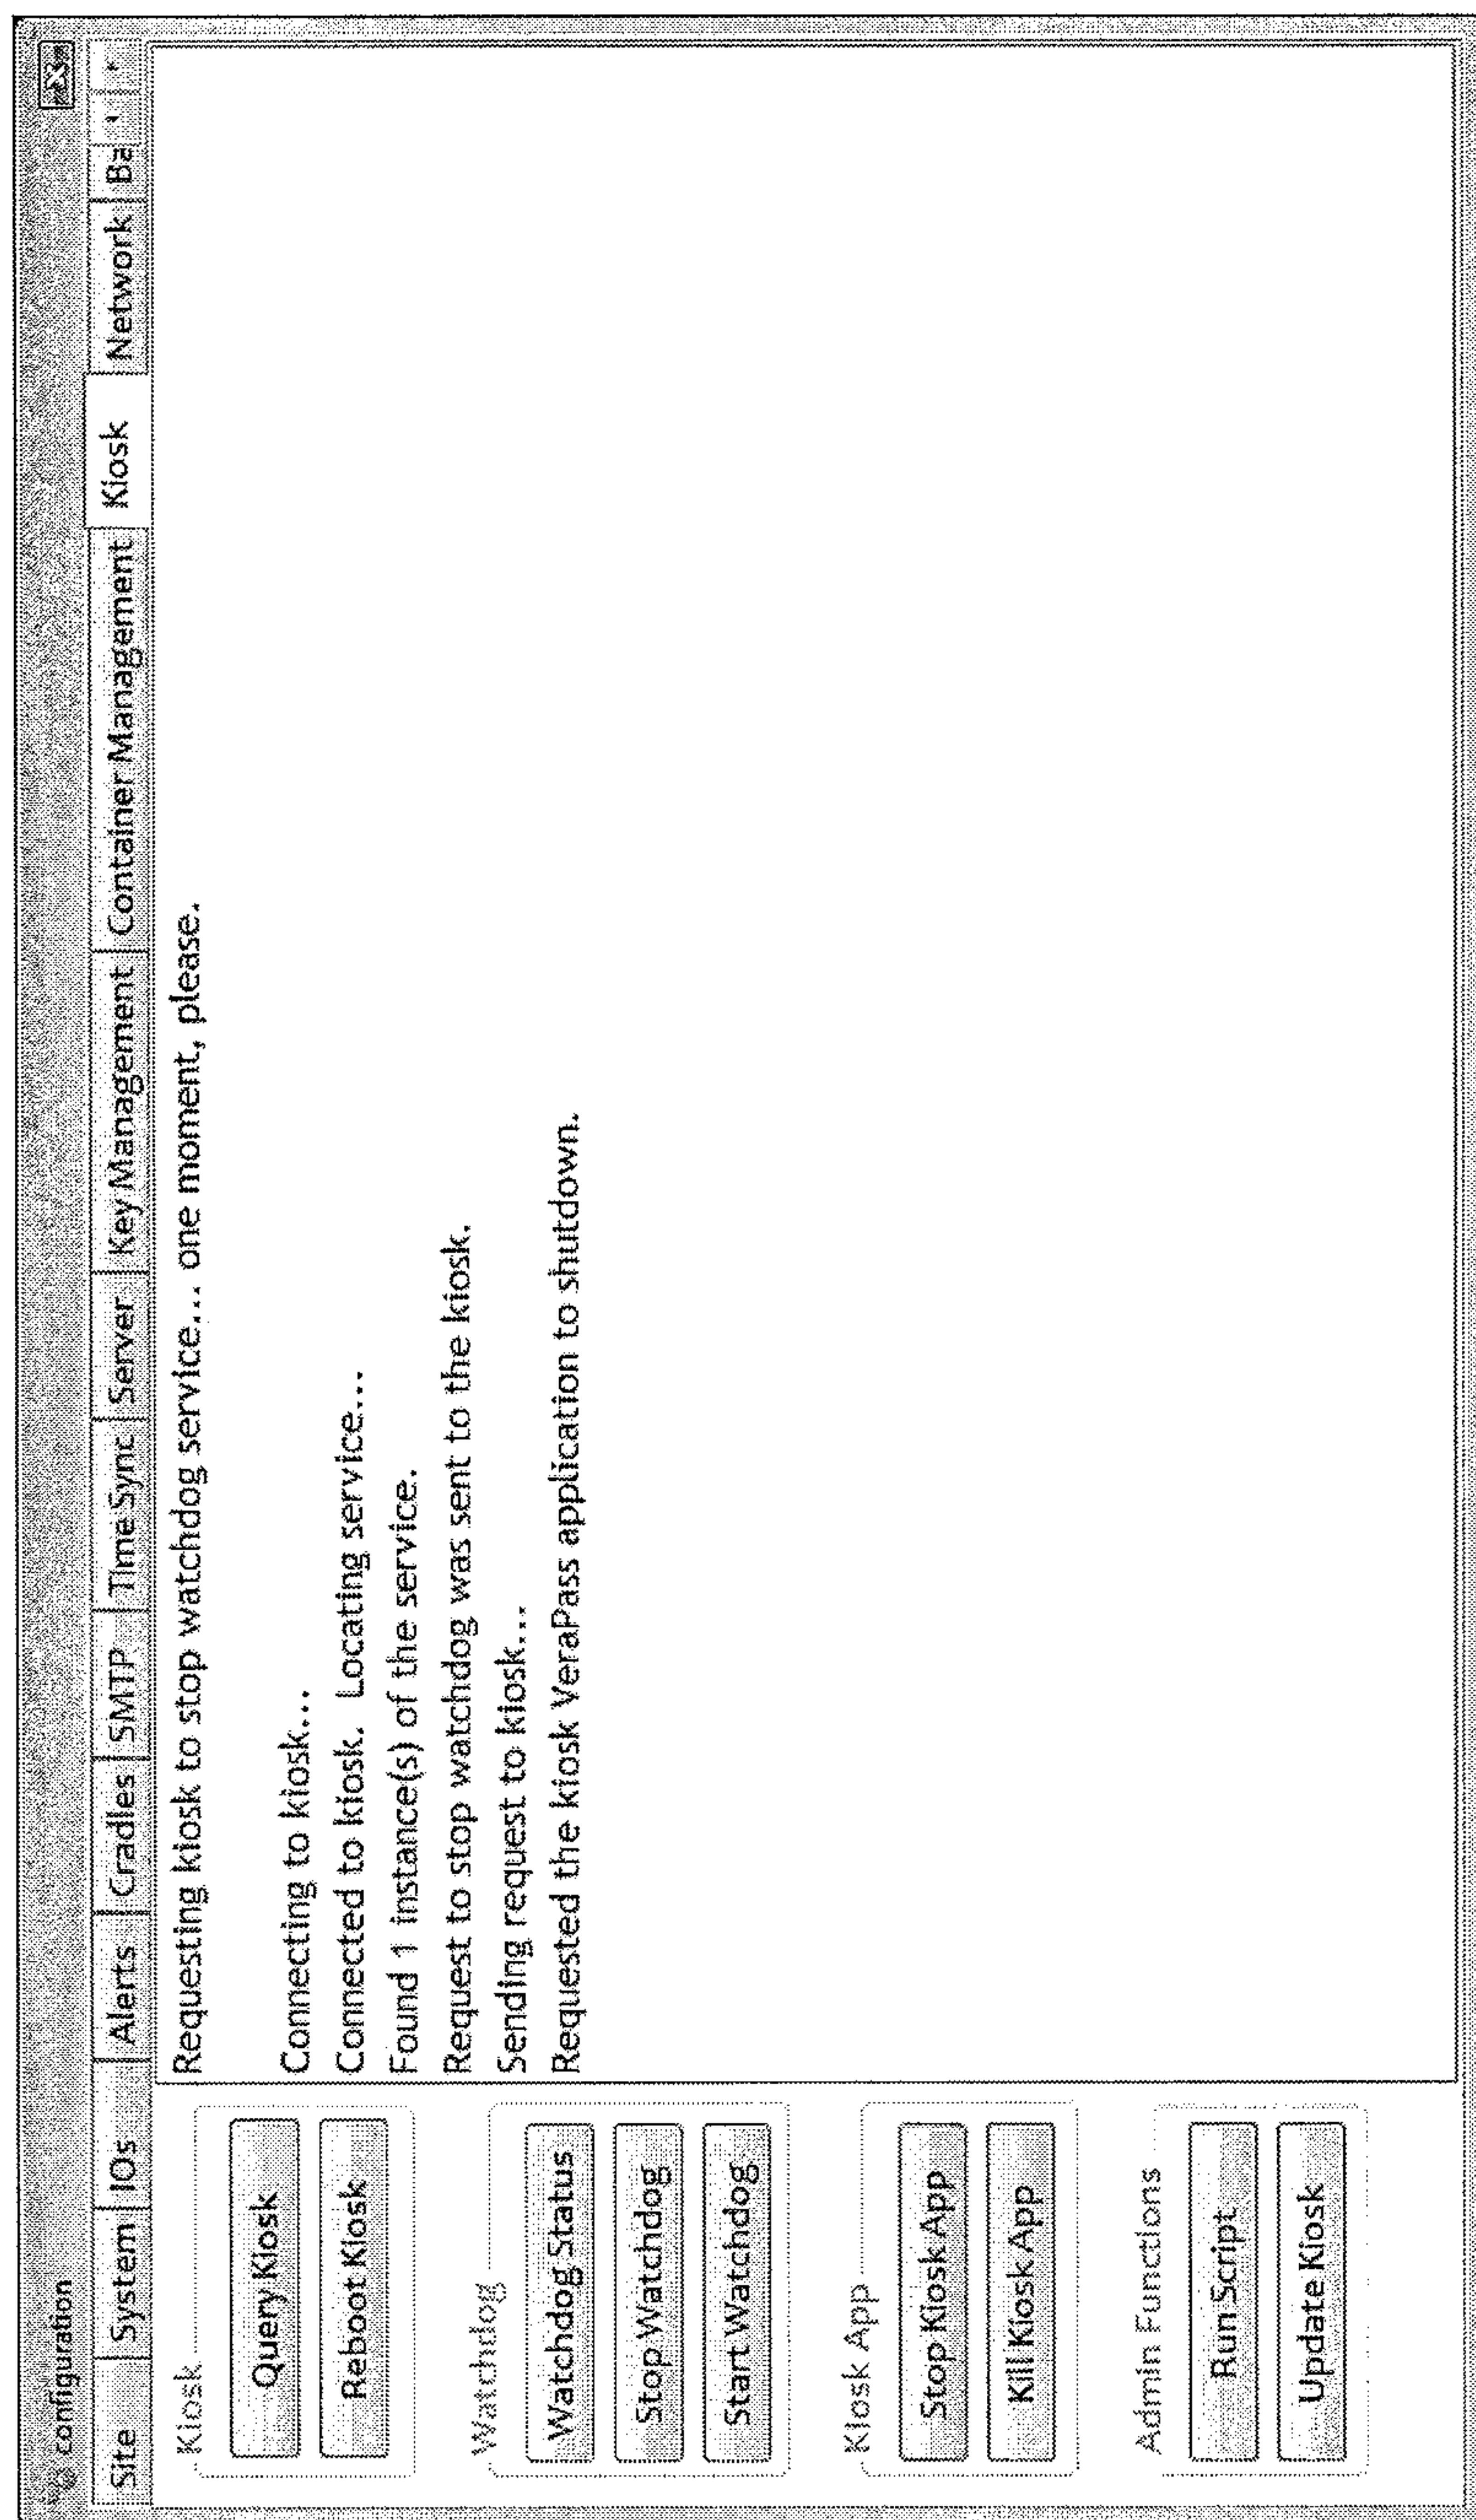 configuration
Site System IOs Alerts Cradles SMTP Time Sync Server Key Management Container Management Kiosk Network Ba
Kiosk
Query Kiosk
Reboot Kiosk
Watchdog
Watchdog Status
Stop Watchdog
Start Watchdog
Kiosk App
Stop Kiosk App
Kill Kiosk App
Admin Functions
Run Script
Update Kiosk
Requesting kiosk to stop watchdog service... one moment, please.
Connecting to kiosk...
Connected to kiosk. Locating service...
Found 1 instance(s) of the service.
Request to stop watchdog was sent to the kiosk.
Sending request to kiosk...
Requested the kiosk VeraPass application to shutdown.